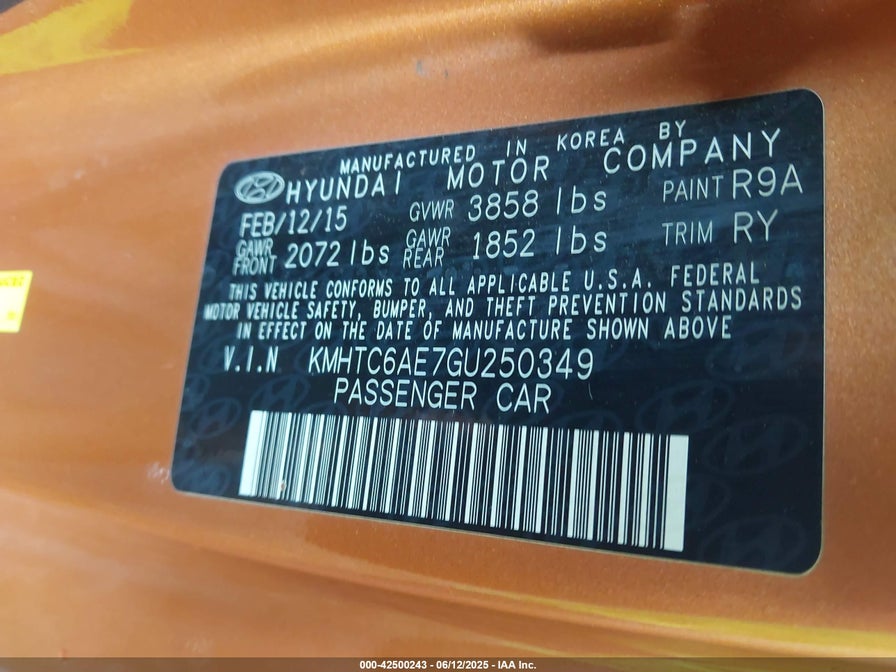 MANUFACTURED IN KOREA BY
HYUNDAI MOTOR COMPANY
FEB/12/15 GVWR 3858 lbs PAINT R9A
GAWR FRONT 2072 lbs GAWR REAR 1852 lbs TRIM RY
THIS VEHICLE CONFORMS TO ALL APPLICABLE U.S.A. FEDERAL
MOTOR VEHICLE SAFETY, BUMPER, AND THEFT PREVENTION STANDARDS
IN EFFECT ON THE DATE OF MANUFACTURE SHOWN ABOVE
V.I.N KMHTC6AE7GU250349
PASSENGER CAR
000-42500243 - 06/12/2025 - IAA Inc.